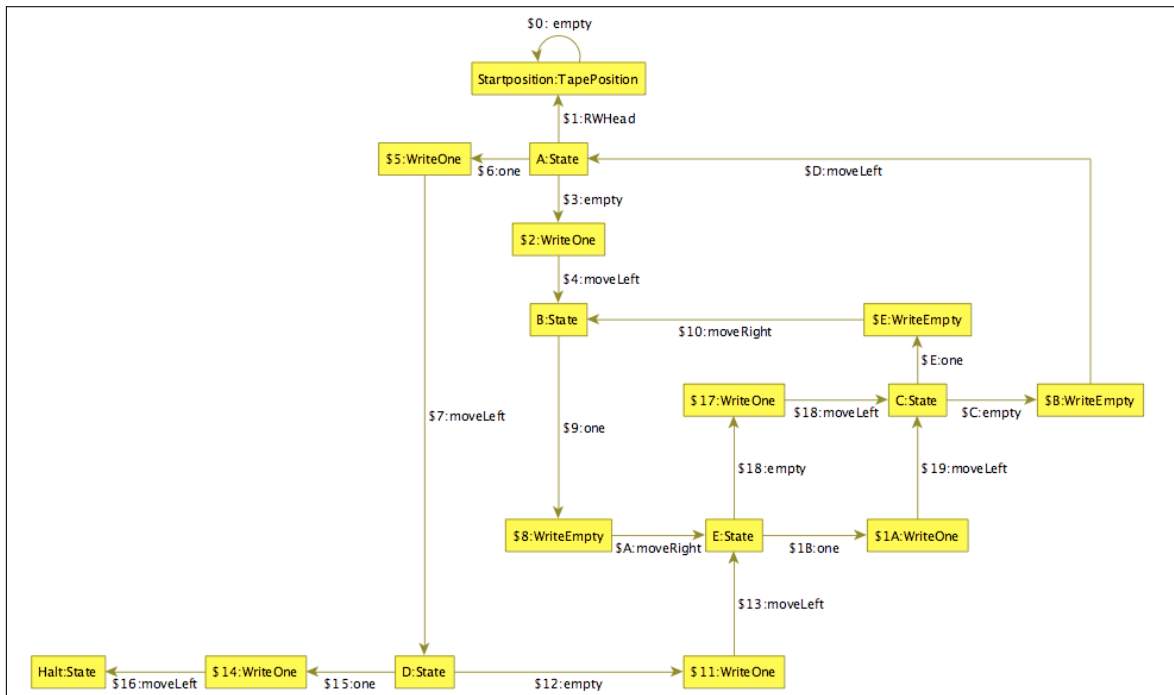 $0: empty
Startposition:TapePosition
$1:RWHead
$5:WriteOne
$6:one
A:State
$D:moveLeft
$3:empty
$2:WriteOne
$4:moveLeft
B:State
$10:moveRight
$E:WriteEmpty
$E:one
$17:WriteOne
$18:moveLeft
C:State
$C:empty
$B:WriteEmpty
$7:moveLeft
$9:one
$18:empty
$19:moveLeft
$8:WriteEmpty
$A:moveRight
E:State
$1B:one
$1A:WriteOne
$13:moveLeft
Halt:State
$16:moveLeft
$14:WriteOne
$15:one
D:State
$12:empty
$11:WriteOne